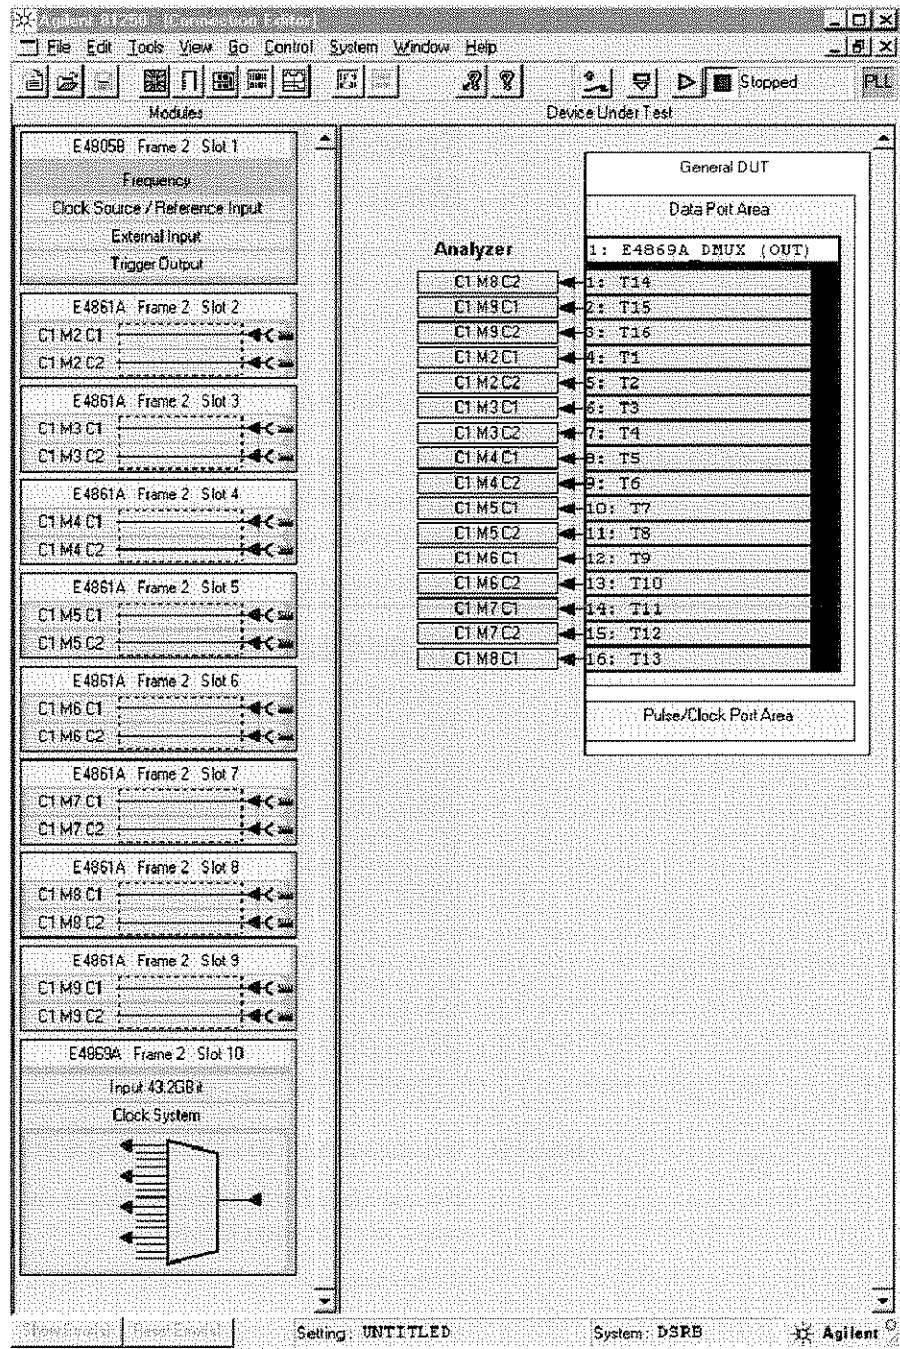 Agilent 81250 - [Connection Editor]
File Edit Tools View Go Control System Window Help
Stopped
PLL
Modules
Device Under Test
E4805B Frame 2 Slot 1
Frequency
Clock Source / Reference Input
External Input
Trigger Output
E4861A Frame 2 Slot 2
C1 M2 C1
C1 M2 C2
E4861A Frame 2 Slot 3
C1 M3 C1
C1 M3 C2
E4861A Frame 2 Slot 4
C1 M4 C1
C1 M4 C2
E4861A Frame 2 Slot 5
C1 M5 C1
C1 M5 C2
E4861A Frame 2 Slot 6
C1 M6 C1
C1 M6 C2
E4861A Frame 2 Slot 7
C1 M7 C1
C1 M7 C2
E4861A Frame 2 Slot 8
C1 M8 C1
C1 M8 C2
E4861A Frame 2 Slot 9
C1 M9 C1
C1 M9 C2
E4869A Frame 2 Slot 10
Input 43.2GBit
Clock System
General DUT
Data Port Area
Analyzer
1: E4869A_DMUX (OUT)
C1 M8 C2 1: T14
C1 M9 C1 2: T15
C1 M9 C2 3: T16
C1 M2 C1 4: T1
C1 M2 C2 5: T2
C1 M3 C1 6: T3
C1 M3 C2 7: T4
C1 M4 C1 8: T5
C1 M4 C2 9: T6
C1 M5 C1 10: T7
C1 M5 C2 11: T8
C1 M6 C1 12: T9
C1 M6 C2 13: T10
C1 M7 C1 14: T11
C1 M7 C2 15: T12
C1 M8 C1 16: T13
Pulse/Clock Port Area
Show Error(s) Reset Error(s) Setting: UNTITLED System: DSRB Agilent